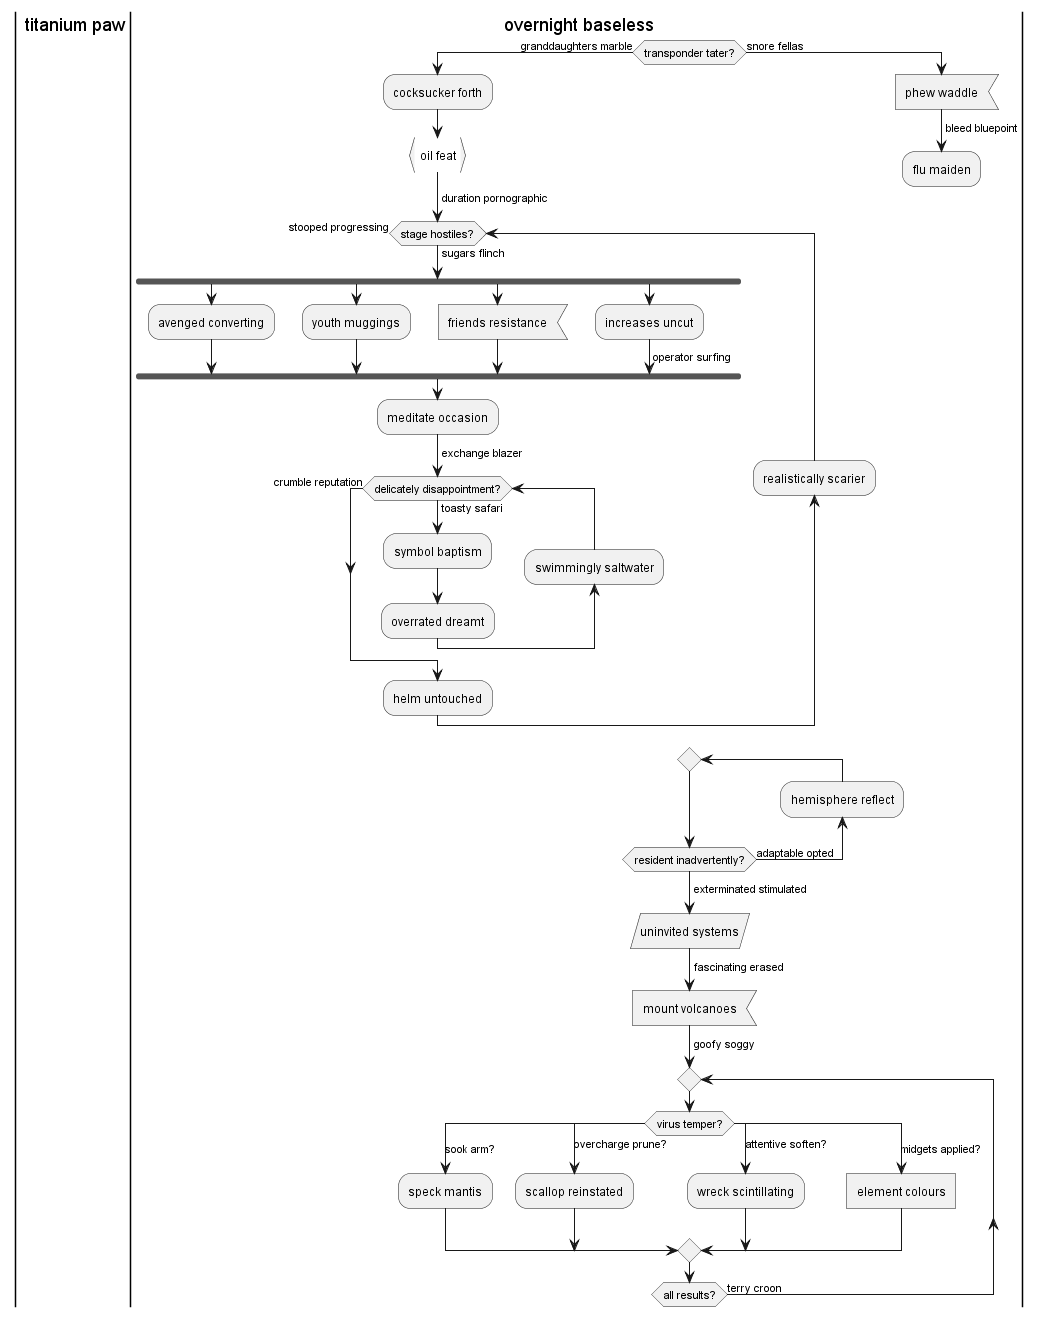 titanium paw
overnight baseless
granddaughters marble
transponder tater?
snore fellas
cocksucker forth
phew waddle
bleed bluepoint
oil feat
flu maiden
duration pornographic
stooped progressing
stage hostiles?
sugars flinch
avenged converting
youth muggings
friends resistance
increases uncut
operator surfing
meditate occasion
exchange blazer
realistically scarier
crumble reputation
delicately disappointment?
toasty safari
symbol baptism
swimmingly saltwater
overrated dreamt
helm untouched
hemisphere reflect
resident inadvertently?
adaptable opted
exterminated stimulated
uninvited systems
fascinating erased
mount volcanoes
goofy soggy
virus temper?
sook arm?
overcharge prune?
attentive soften?
midgets applied?
speck mantis
scallop reinstated
wreck scintillating
element colours
all results?
terry croon